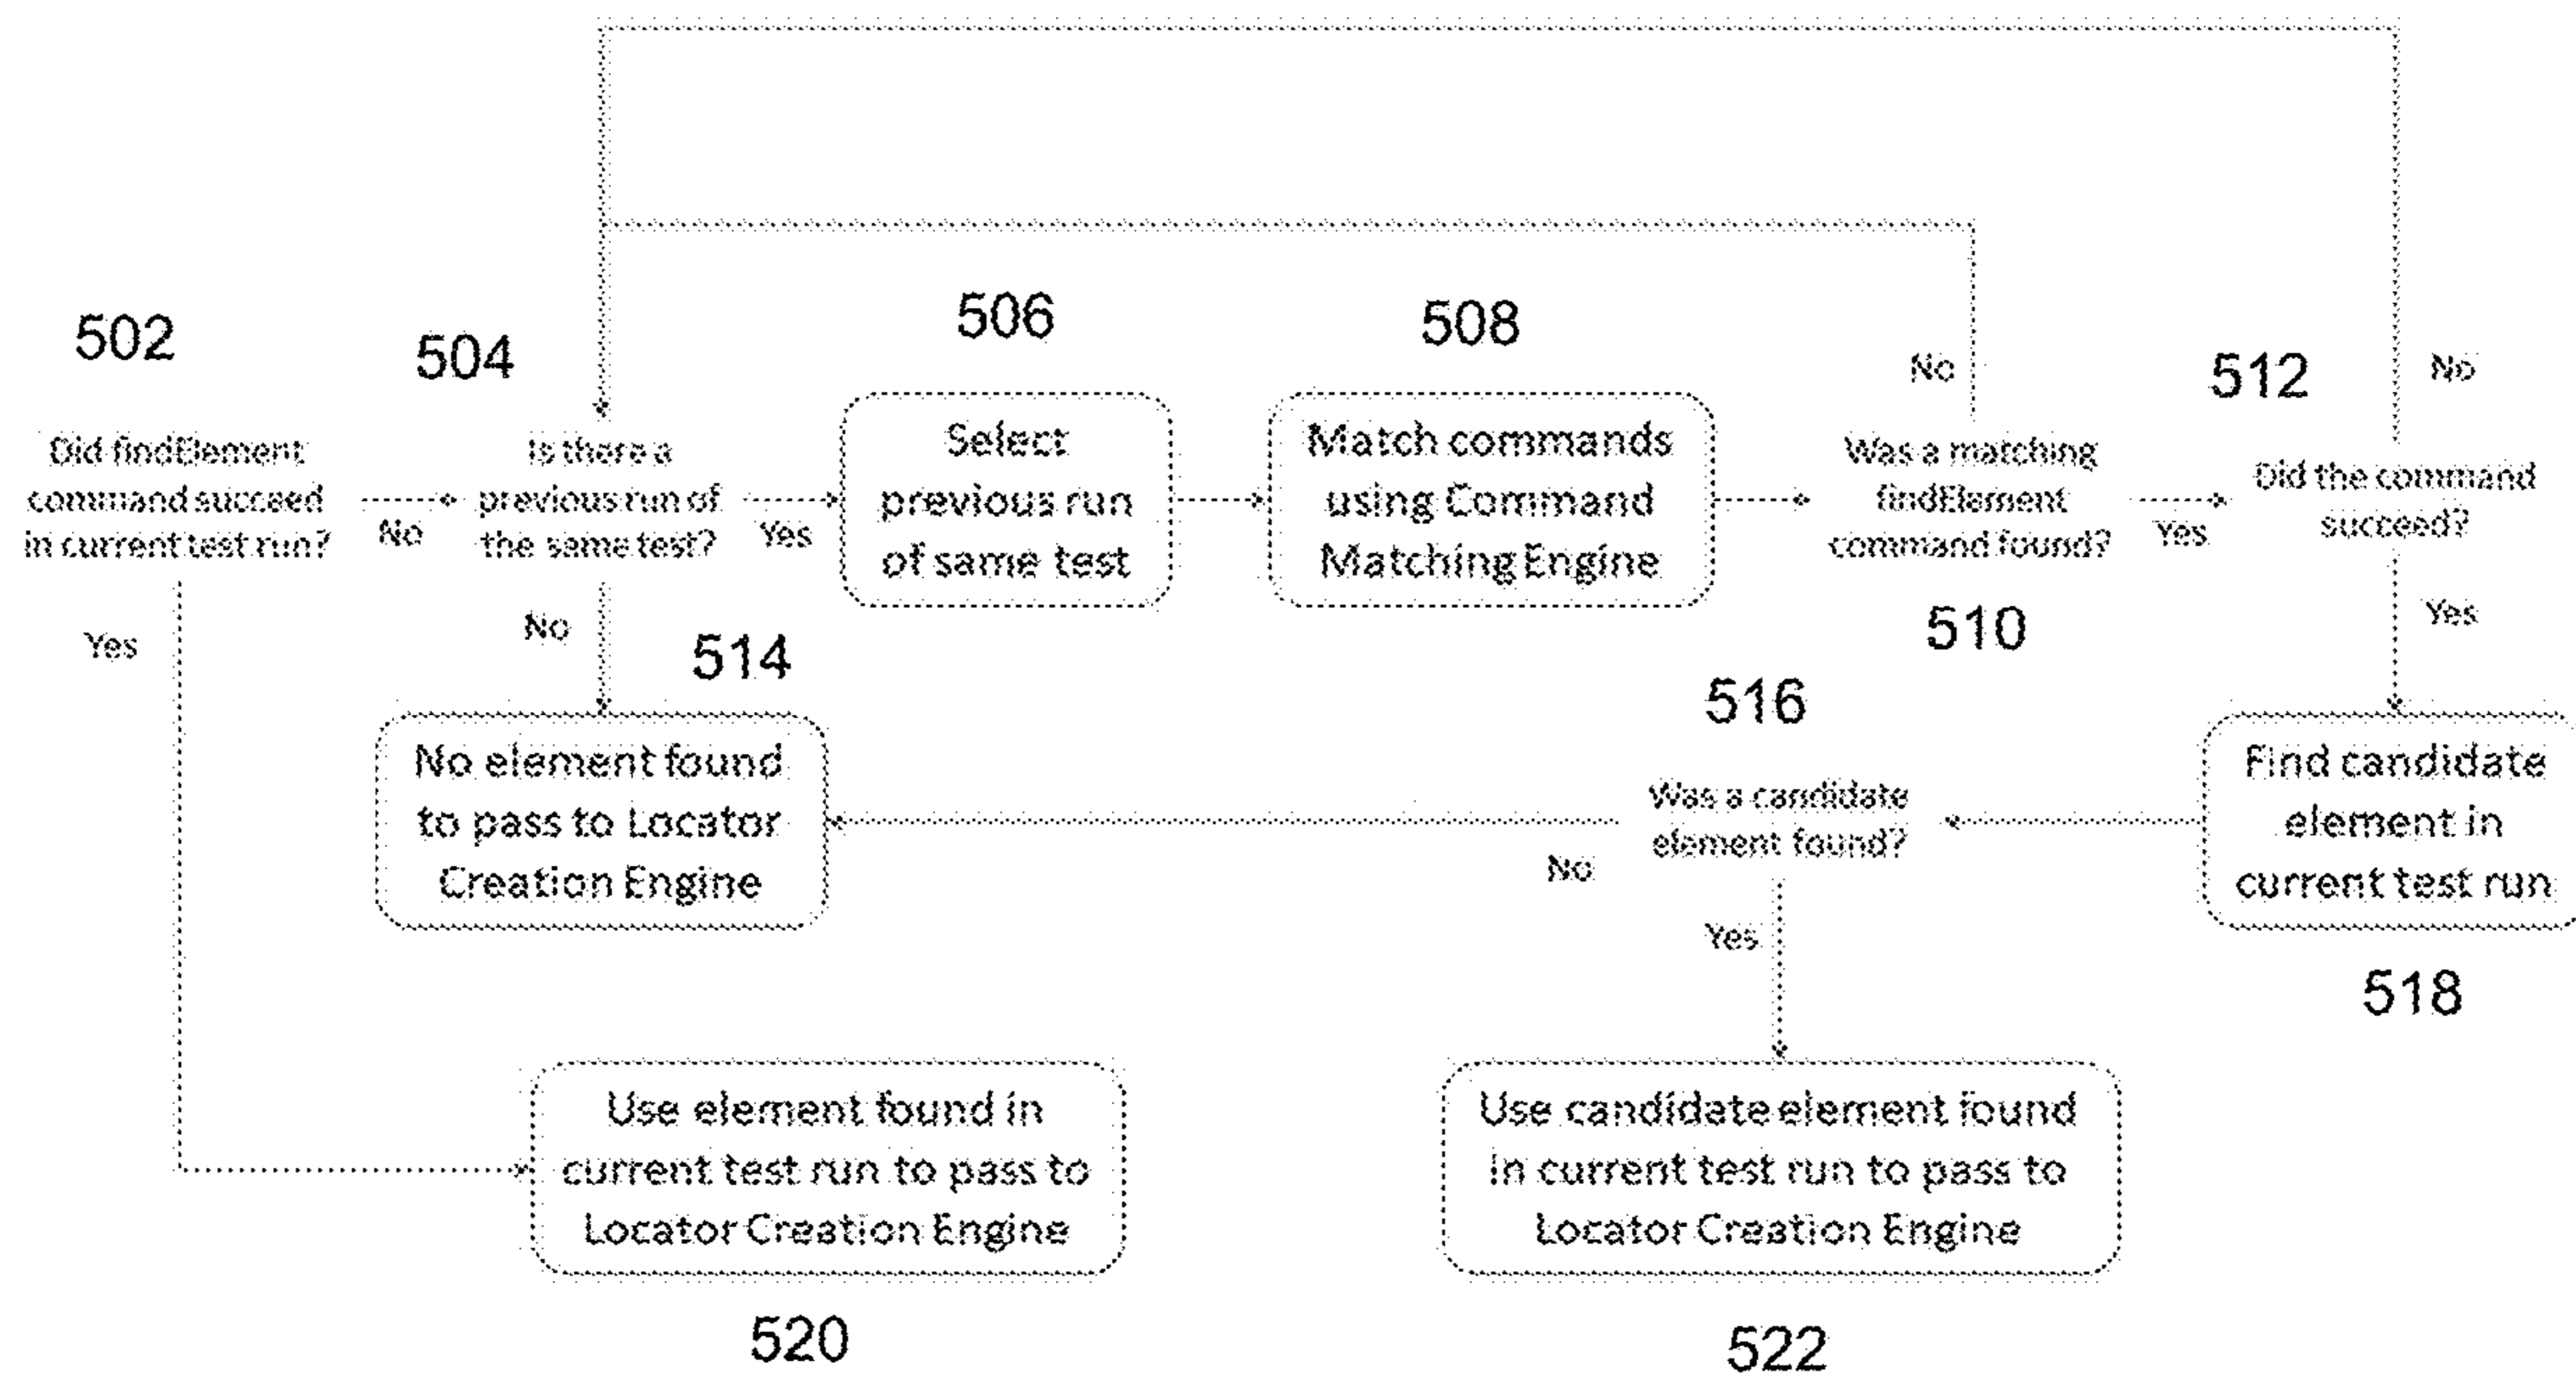 502
504
506
508
No
512
No
Did findElement
command succeed
in current test run?
No
Is there a
previous run of
the same test?
Yes
Select
previous run
of same test
Match commands
using Command
Matching Engine
Was a matching
findElement
command found?
Yes
Did the command
succeed?
Yes
No
514
510
Yes
516
No element found
to pass to Locator
Creation Engine
Was a candidate
element found?
No
Find candidate
element in
current test run
Yes
518
Use element found in
current test run to pass to
Locator Creation Engine
Use candidate element found
in current test run to pass to
Locator Creation Engine
520
522